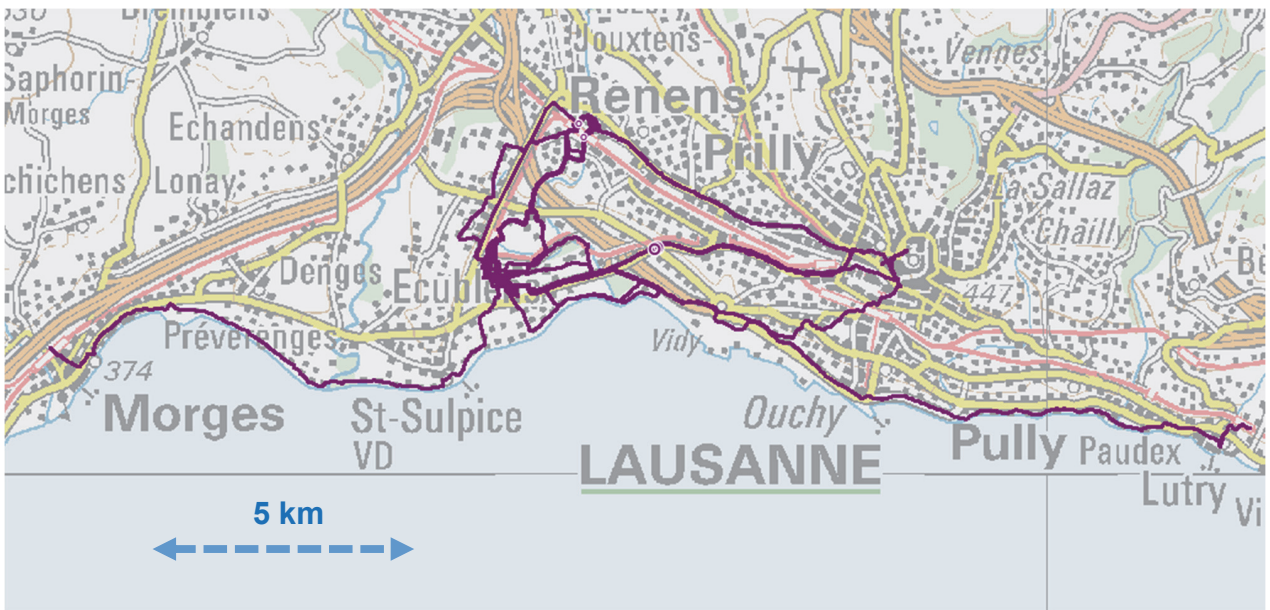 Jouxtens-
Vennes
Saphorin
Morges
Renens
Echandens
Prilly
chichens
Lonay
La Sallaz
Chailly
Denges
447
Préverenges
Vidy
374
Morges
St-Sulpice
VD
Ouchy
Pully
Paudex
LAUSANNE
Lutry
Vi
5 km